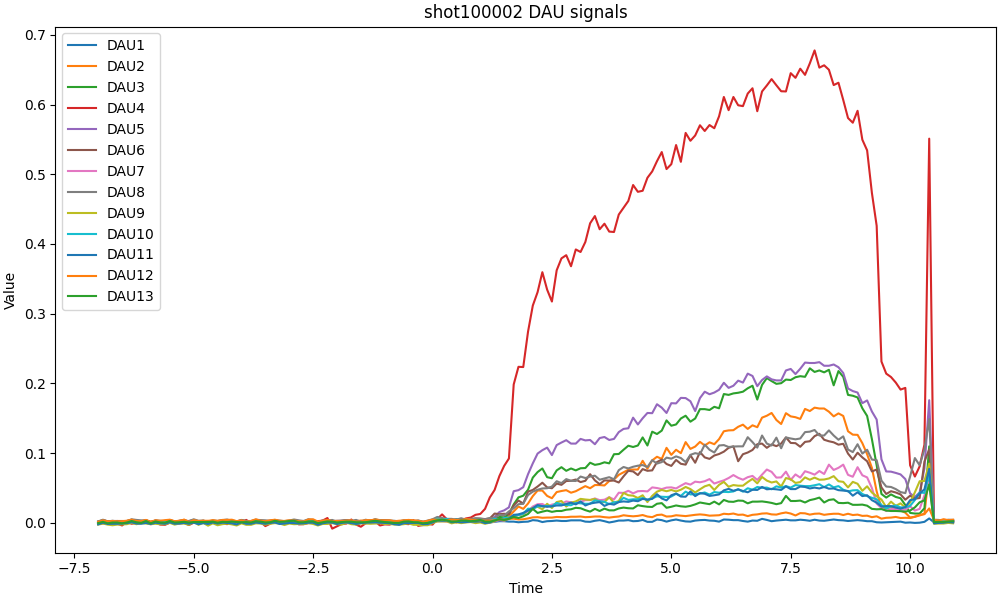 shot100002 DAU signals
0.7
0.6
0.5
0.4
0.3
0.2
0.1
0.0
Value
DAU1
DAU2
DAU3
DAU4
DAU5
DAU6
DAU7
DAU8
DAU9
DAU10
DAU11
DAU12
DAU13
−7.5
−5.0
−2.5
0.0
2.5
5.0
7.5
10.0
Time